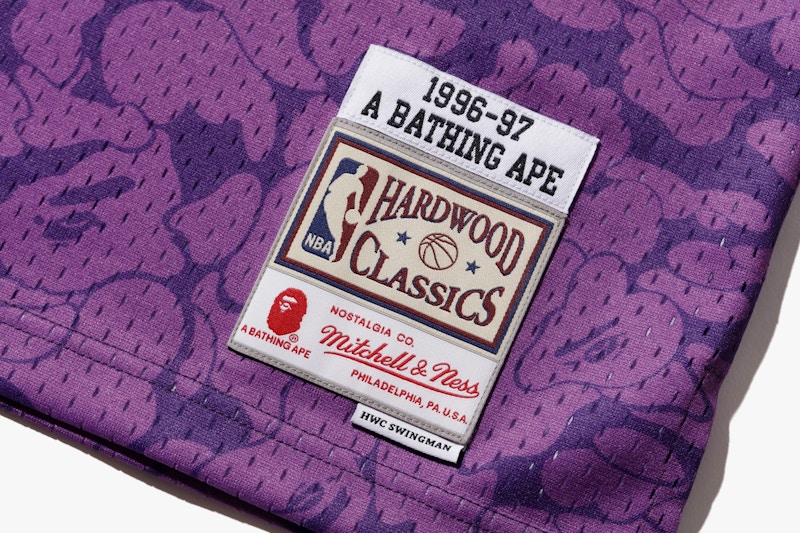 1996-97
A BATHING APE
NBA
HARDWOOD
CLASSICS
A BATHING APE
®
NOSTALGIA CO.
Mitchell & Ness
PHILADELPHIA, PA. U.S.A.
HWC SWINGMAN